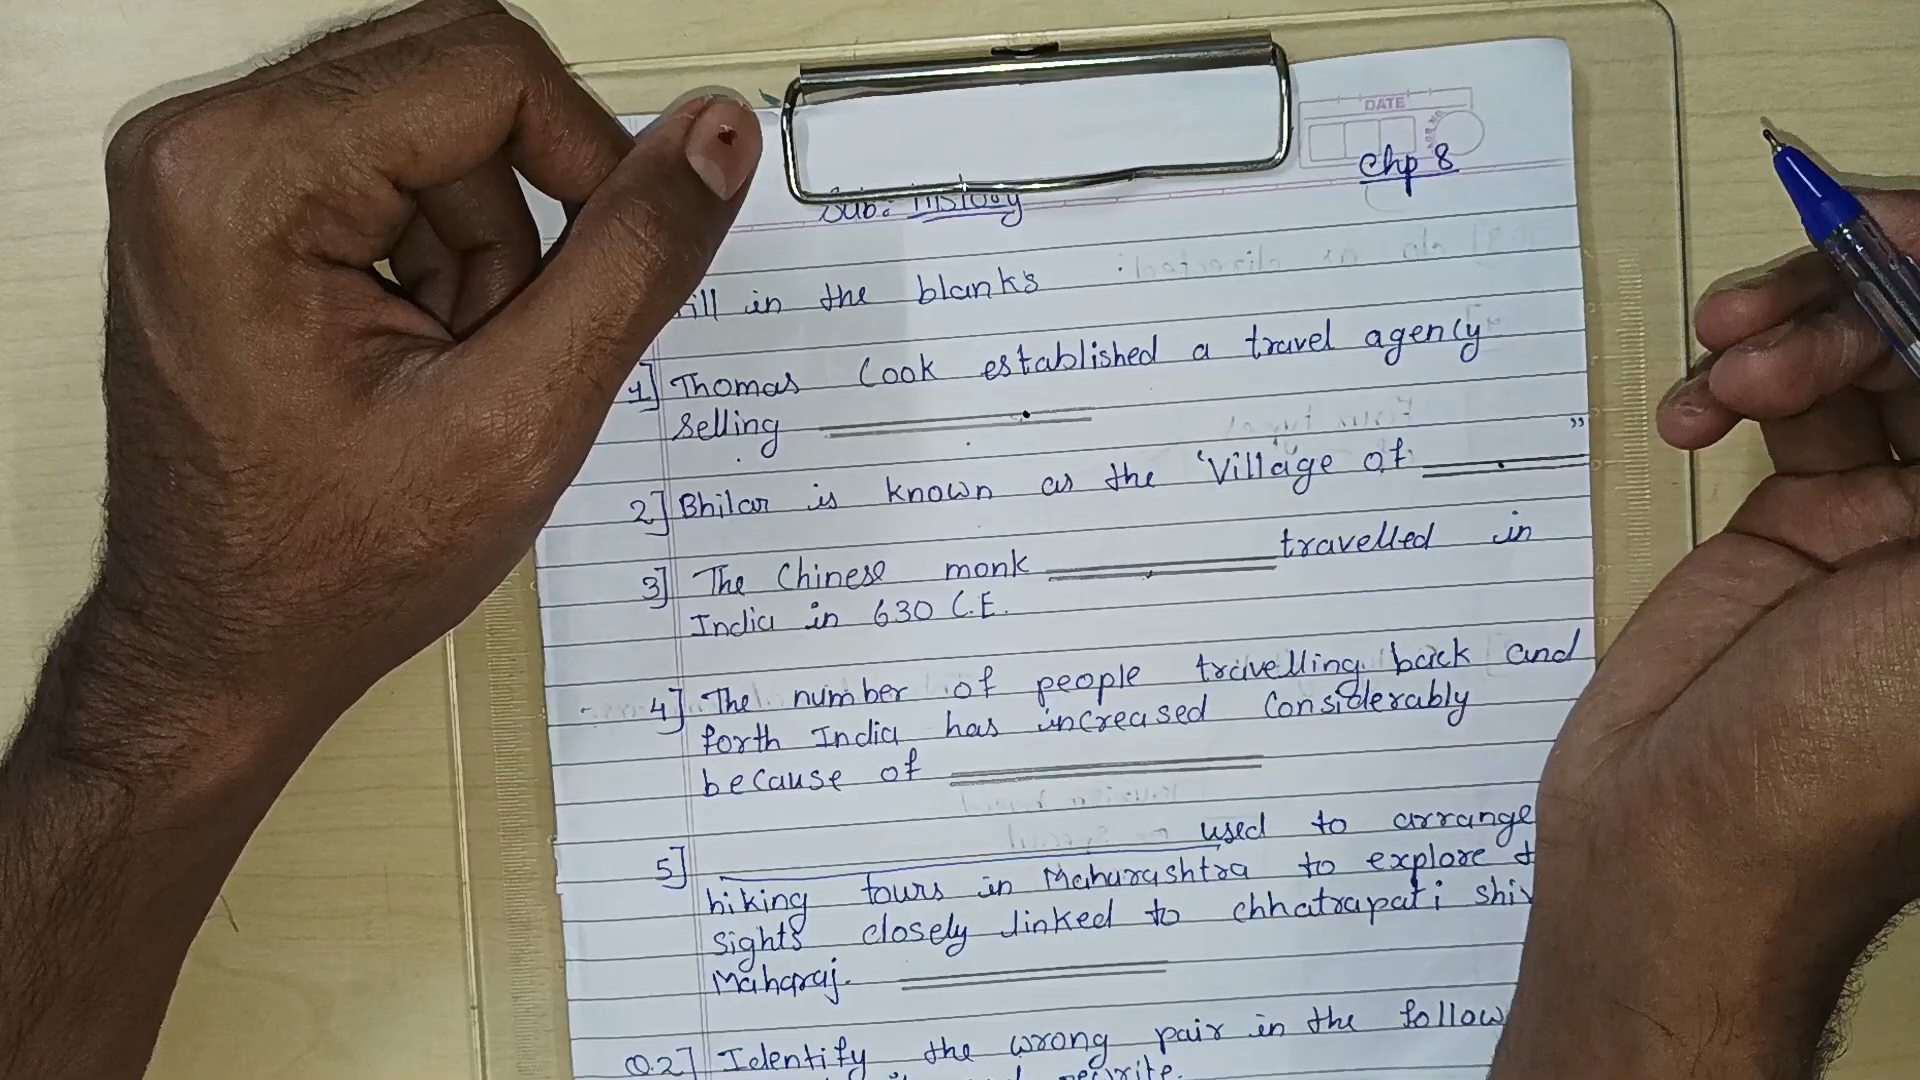 DATE
Chp 8
Sub: History
Fill in the blanks
1] Thomas Cook established a travel agency
selling
2] Bhilar is known as the 'Village of ”
3] The Chinese monk travelled in
India in 630 C.E.
4] The number of people travelling back and
forth India has increased considerably
because of
5] used to arrange
hiking tours in Maharashtra to explore
sights closely linked to chhatrapati shiv
Maharaj.
Q.2] Identify the wrong pair in the follow